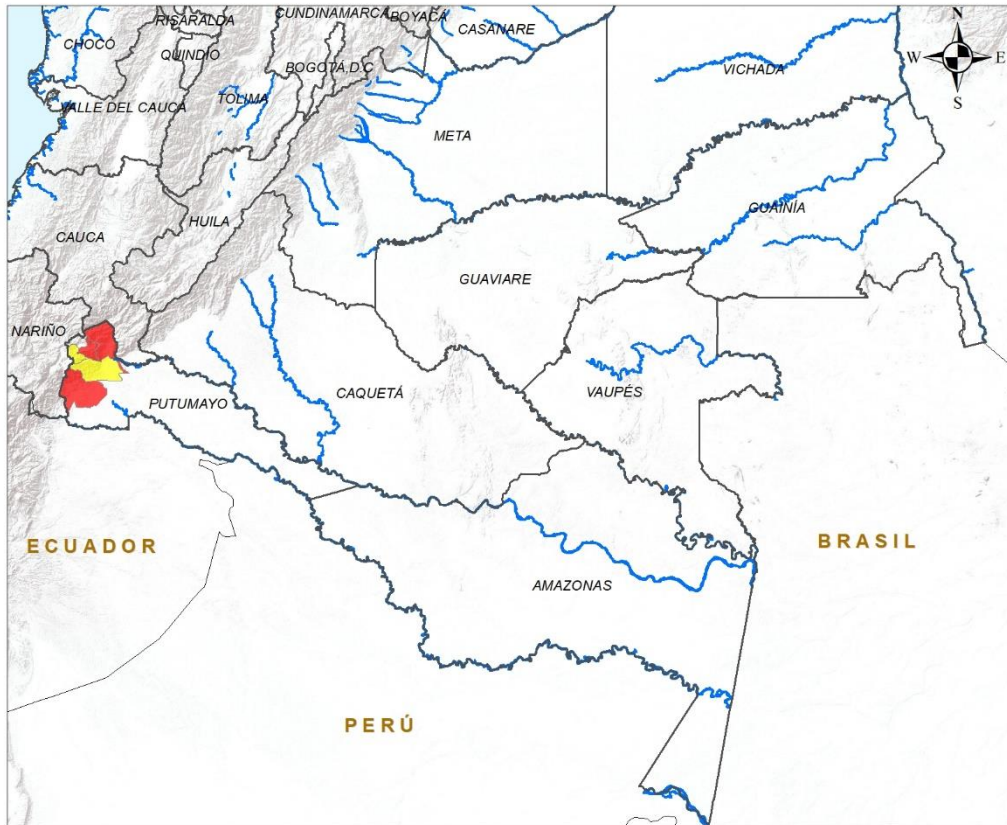 RISARALDA
CUNDINAMARCA
BOYACÁ
CASANARE
N
CHOCÓ
QUINDÍO
BOGOTÁ, D.C
VICHADA
W
E
VALLE DEL CAUCA
TOLIMA
S
META
HUILA
GUAINÍA
CAUCA
GUAVIARE
NARIÑO
CAQUETÁ
VAUPÉS
PUTUMAYO
ECUADOR
BRASIL
AMAZONAS
PERÚ